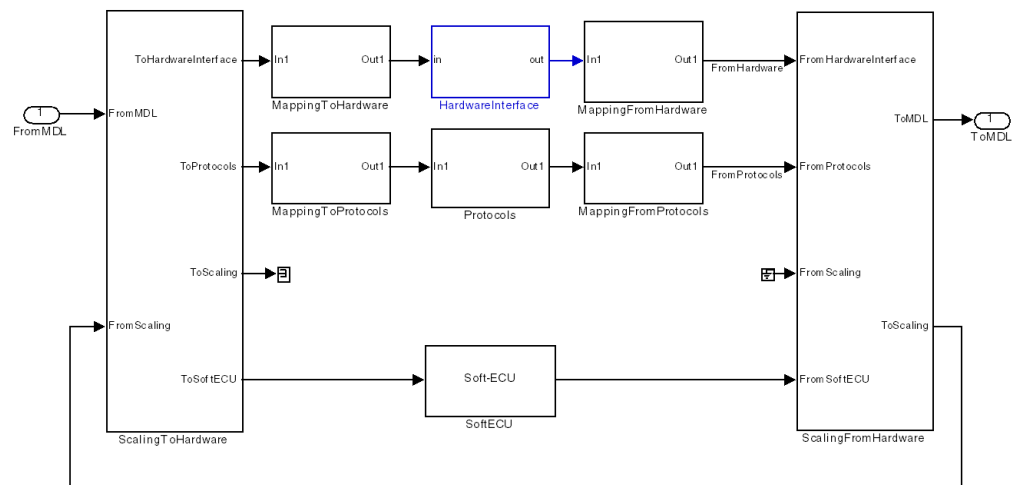 ToHardwareInterface
In1
Out1
in
out
In1
Out1
FromHardware
FromHardwareInterface
MappingToHardware
HardwareInterface
MappingFromHardware
1
FromMDL
FromMDL
ToMDL
1
ToMDL
ToProtocols
In1
Out1
In1
Out1
In1
Out1
FromProtocols
FromProtocols
MappingToProtocols
Protocols
MappingFromProtocols
ToScaling
FromScaling
FromScaling
ToScaling
ToSoftECU
Soft-ECU
FromSoftECU
SoftECU
ScalingToHardware
ScalingFromHardware